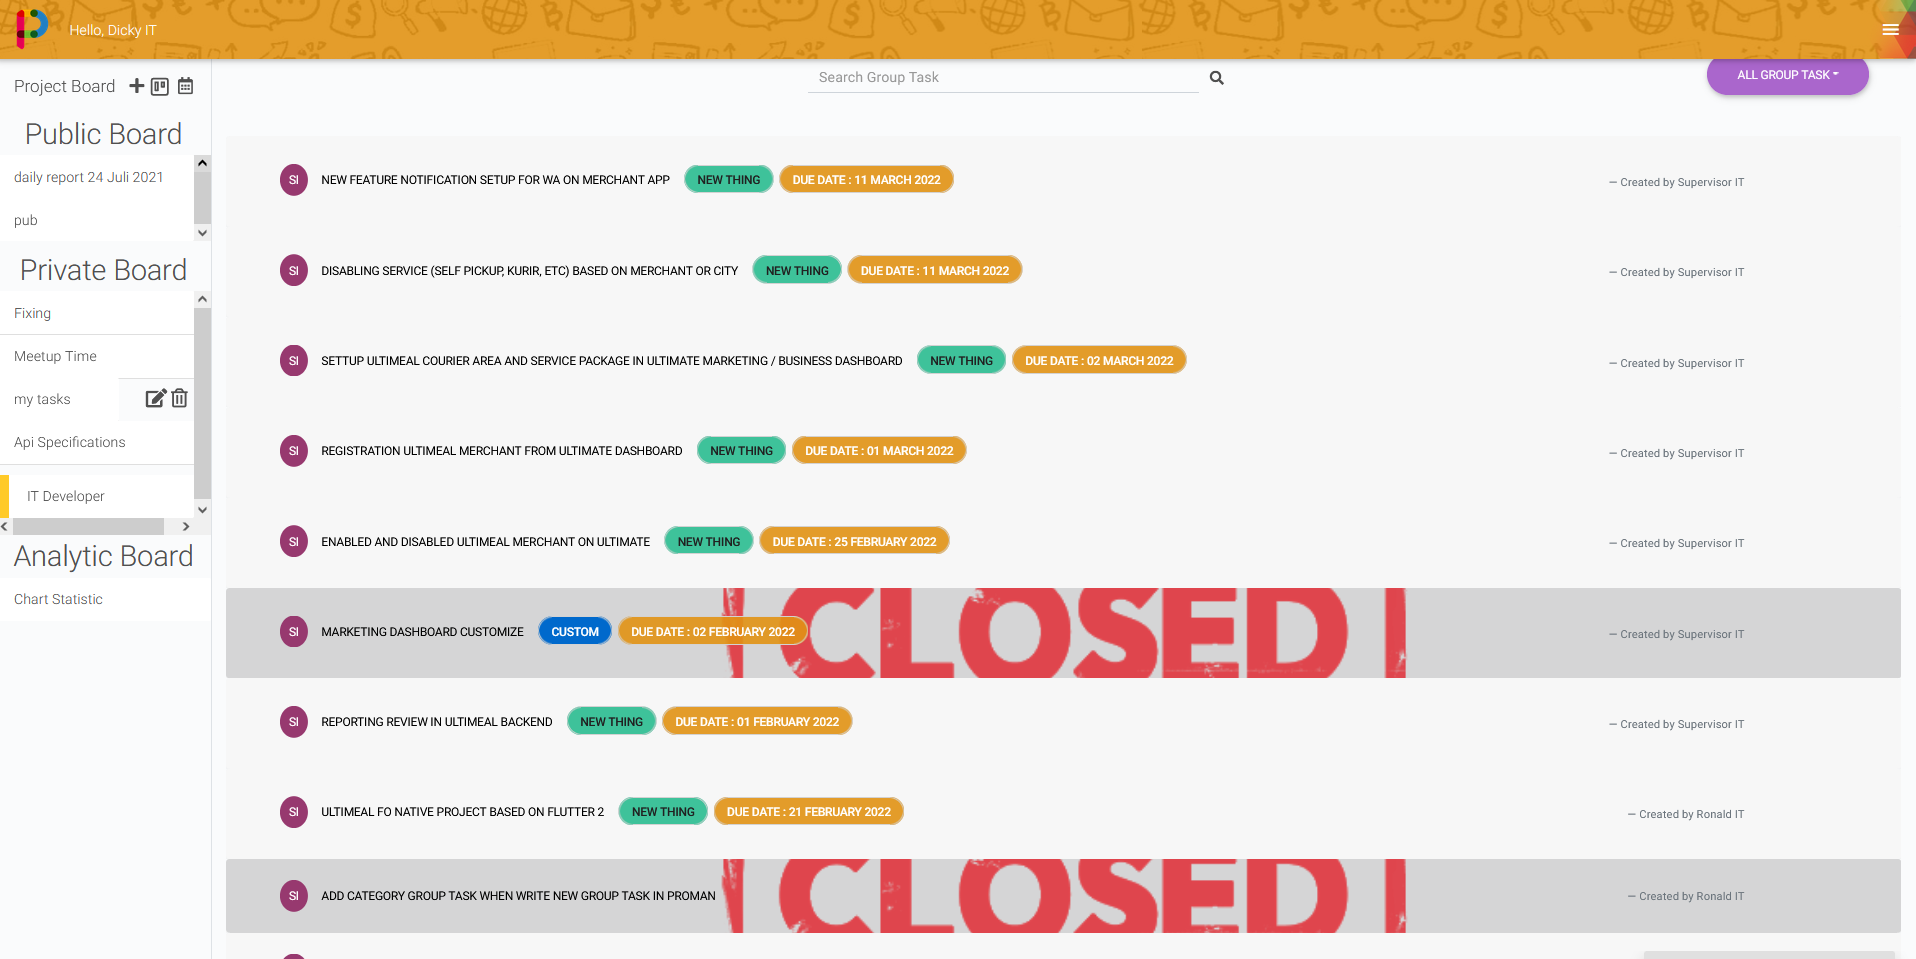 Hello, Dicky IT
Project Board
Public Board
daily report 24 Juli 2021
pub
Private Board
Fixing
Meetup Time
my tasks
Api Specifications
IT Developer
Analytic Board
Chart Statistic
Search Group Task
ALL GROUP TASK
SI NEW FEATURE NOTIFICATION SETUP FOR WA ON MERCHANT APP NEW THING DUE DATE : 11 MARCH 2022 — Created by Supervisor IT
SI DISABLING SERVICE (SELF PICKUP, KURIR, ETC) BASED ON MERCHANT OR CITY NEW THING DUE DATE : 11 MARCH 2022 — Created by Supervisor IT
SI SETTUP ULTIMEAL COURIER AREA AND SERVICE PACKAGE IN ULTIMATE MARKETING / BUSINESS DASHBOARD NEW THING DUE DATE : 02 MARCH 2022 — Created by Supervisor IT
SI REGISTRATION ULTIMEAL MERCHANT FROM ULTIMATE DASHBOARD NEW THING DUE DATE : 01 MARCH 2022 — Created by Supervisor IT
SI ENABLED AND DISABLED ULTIMEAL MERCHANT ON ULTIMATE NEW THING DUE DATE : 25 FEBRUARY 2022 — Created by Supervisor IT
SI MARKETING DASHBOARD CUSTOMIZE CUSTOM DUE DATE : 02 FEBRUARY 2022 CLOSED — Created by Supervisor IT
SI REPORTING REVIEW IN ULTIMEAL BACKEND NEW THING DUE DATE : 01 FEBRUARY 2022 — Created by Supervisor IT
SI ULTIMEAL FO NATIVE PROJECT BASED ON FLUTTER 2 NEW THING DUE DATE : 21 FEBRUARY 2022 — Created by Ronald IT
SI ADD CATEGORY GROUP TASK WHEN WRITE NEW GROUP TASK IN PROMAN CLOSED — Created by Ronald IT